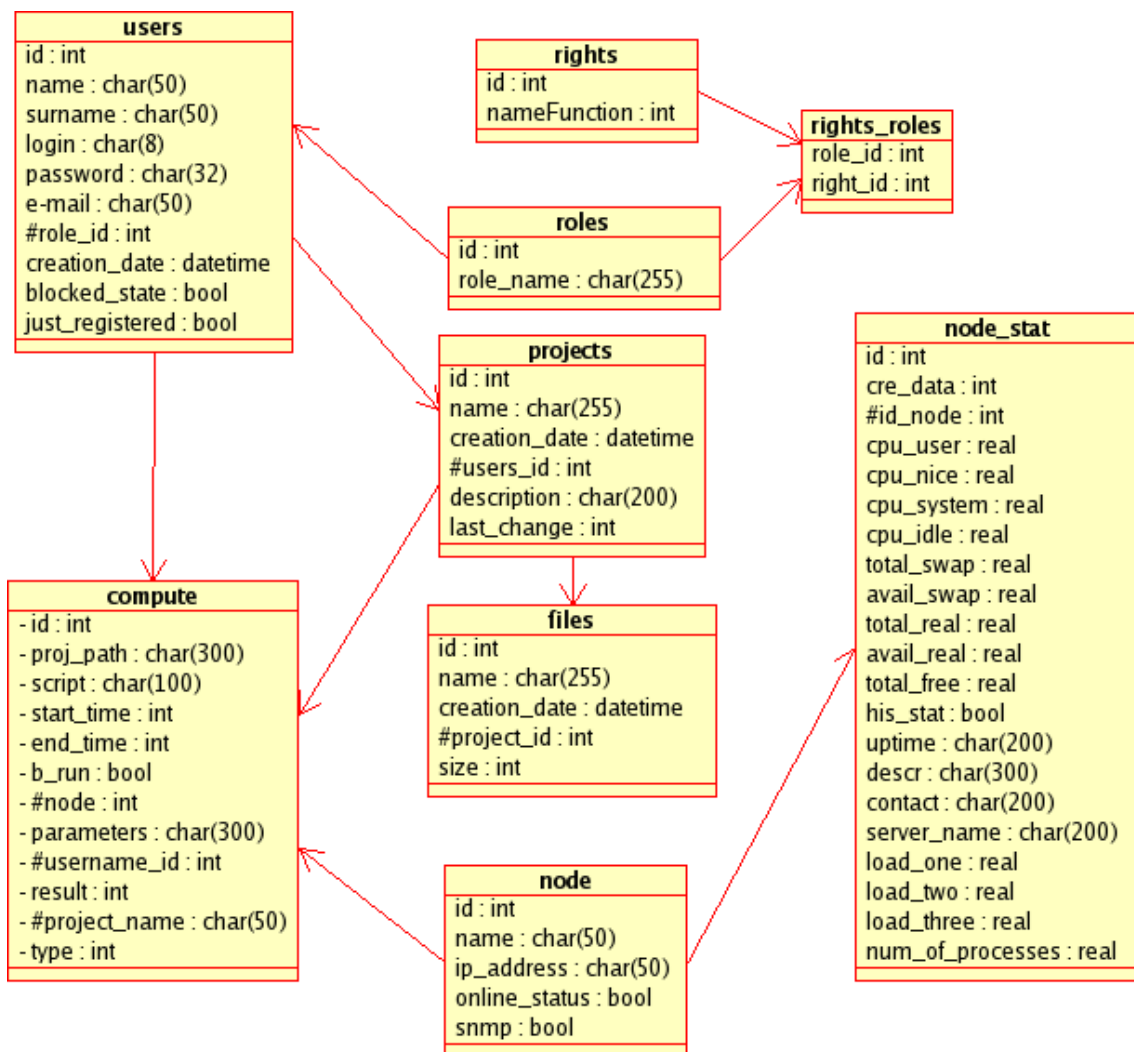 users
id : int
name : char(50)
surname : char(50)
login : char(8)
password : char(32)
e-mail : char(50)
#role_id : int
creation_date : datetime
blocked_state : bool
just_registered : bool
rights
id : int
nameFunction : int
rights_roles
role_id : int
right_id : int
roles
id : int
role_name : char(255)
projects
id : int
name : char(255)
creation_date : datetime
#users_id : int
description : char(200)
last_change : int
node_stat
id : int
cre_data : int
#id_node : int
cpu_user : real
cpu_nice : real
cpu_system : real
cpu_idle : real
total_swap : real
avail_swap : real
total_real : real
avail_real : real
total_free : real
his_stat : bool
uptime : char(200)
descr : char(300)
contact : char(200)
server_name : char(200)
load_one : real
load_two : real
load_three : real
num_of_processes : real
compute
- id : int
- proj_path : char(300)
- script : char(100)
- start_time : int
- end_time : int
- b_run : bool
- #node : int
- parameters : char(300)
- #username_id : int
- result : int
- #project_name : char(50)
- type : int
files
id : int
name : char(255)
creation_date : datetime
#project_id : int
size : int
node
id : int
name : char(50)
ip_address : char(50)
online_status : bool
snmp : bool